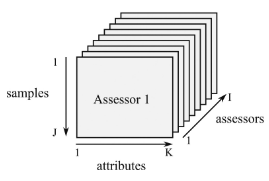 1
I
samples
Assessor 1
assessors
J
1
1
K
attributes